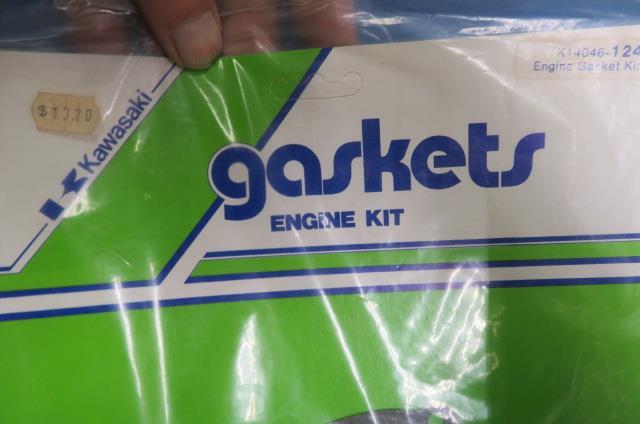 K14046-124
Engine Gasket Kit
$13.20
Kawasaki
gaskets
ENGINE KIT